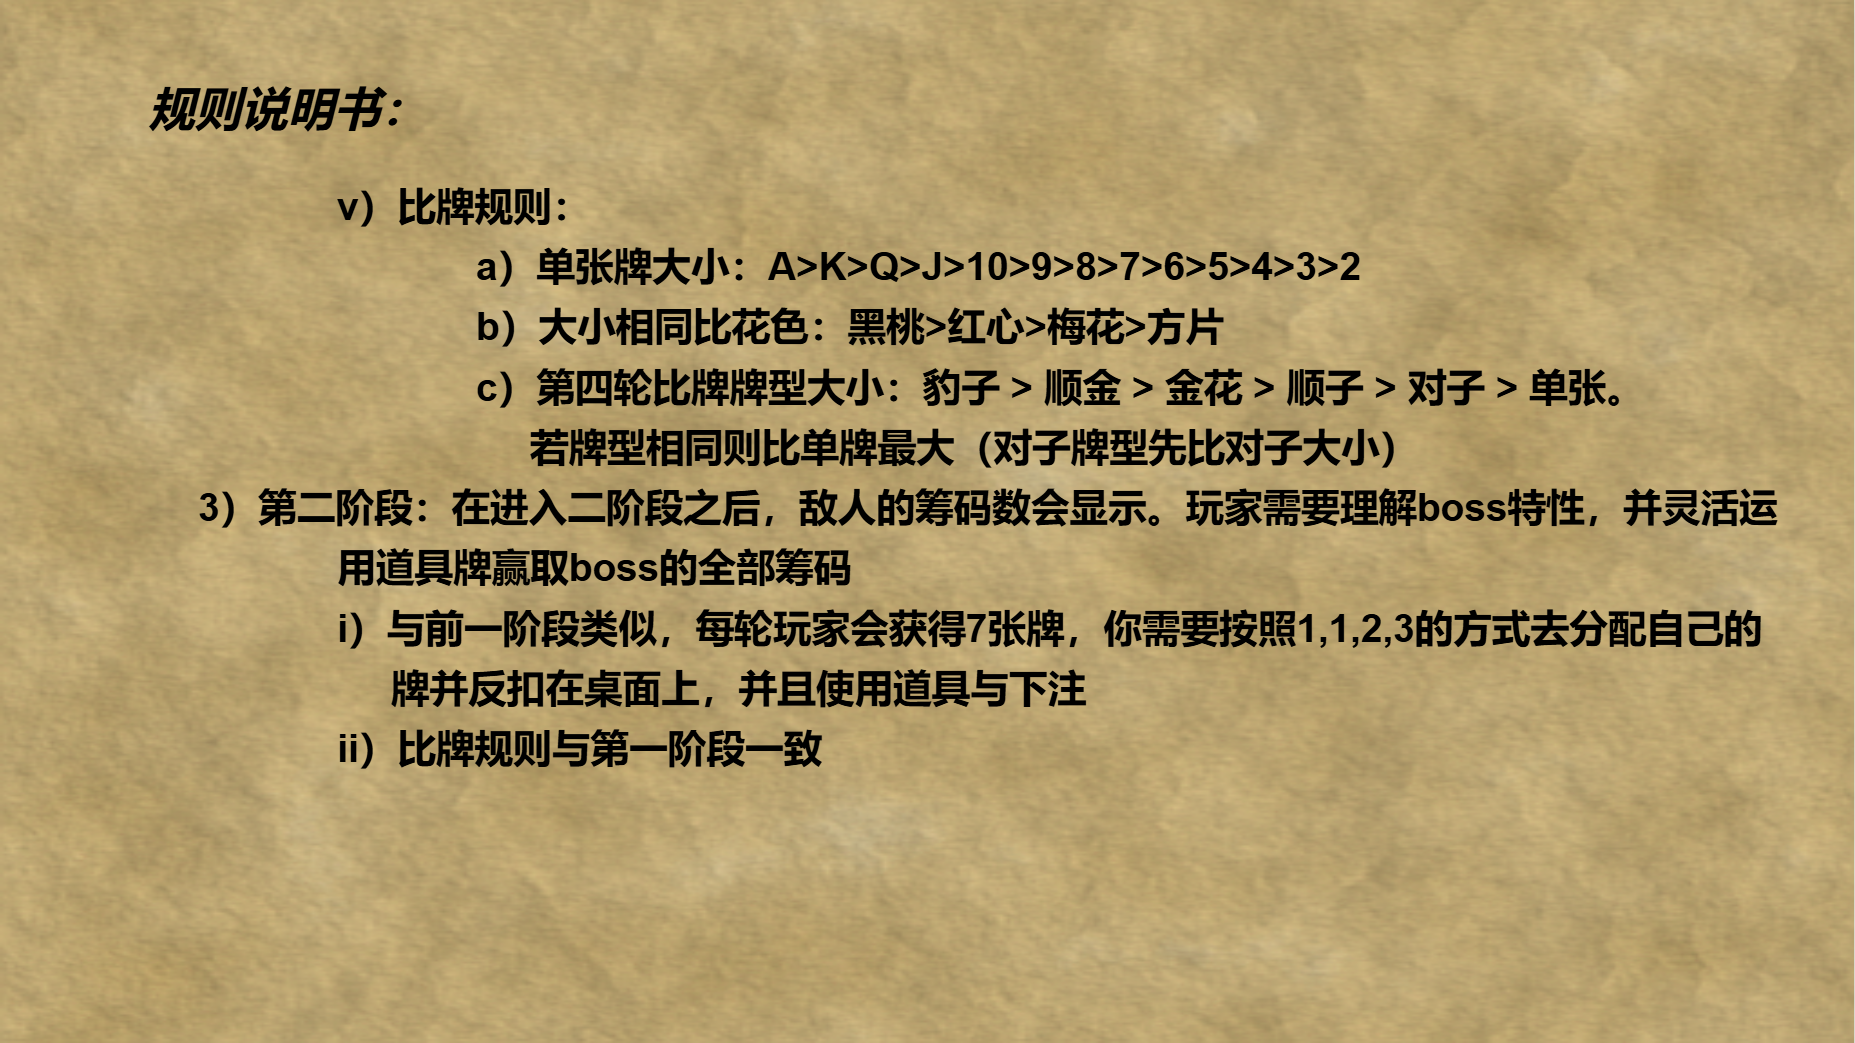 规则说明书：
v）比牌规则：
a）单张牌大小：A>K>Q>J>10>9>8>7>6>5>4>3>2
b）大小相同比花色：黑桃>红心>梅花>方片
c）第四轮比牌牌型大小：豹子 > 顺金 > 金花 > 顺子 > 对子 > 单张。
若牌型相同则比单牌最大（对子牌型先比对子大小）
3）第二阶段：在进入二阶段之后，敌人的筹码数会显示。玩家需要理解boss特性，并灵活运
用道具牌赢取boss的全部筹码
i）与前一阶段类似，每轮玩家会获得7张牌，你需要按照1,1,2,3的方式去分配自己的
牌并反扣在桌面上，并且使用道具与下注
ii）比牌规则与第一阶段一致